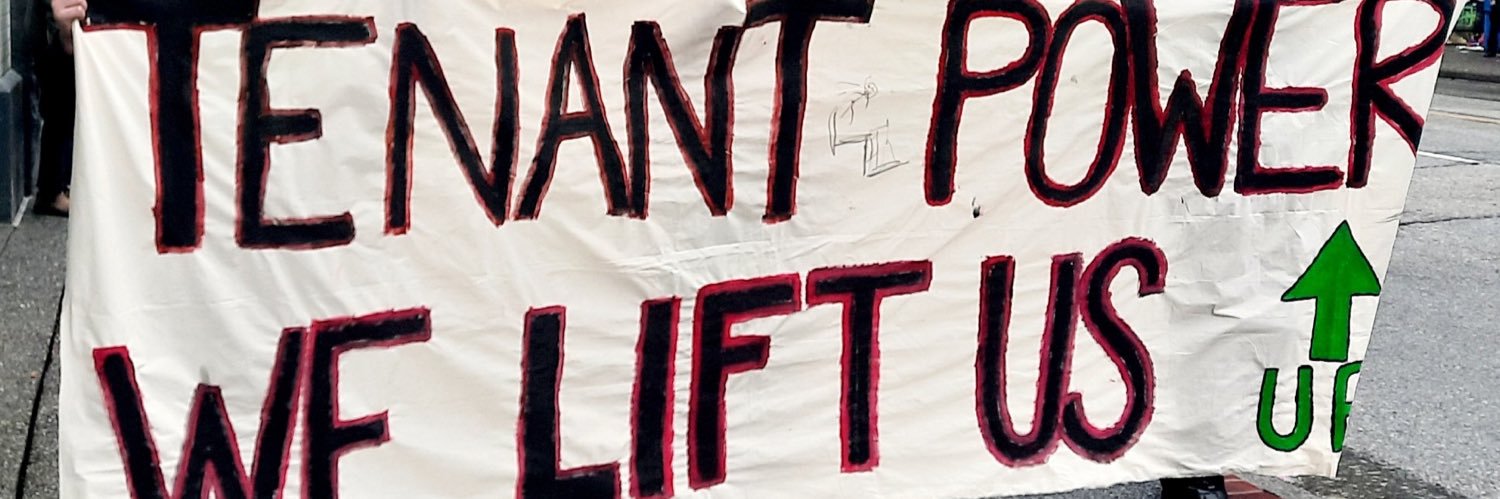 TENANT POWER
WE LIFT US
UP